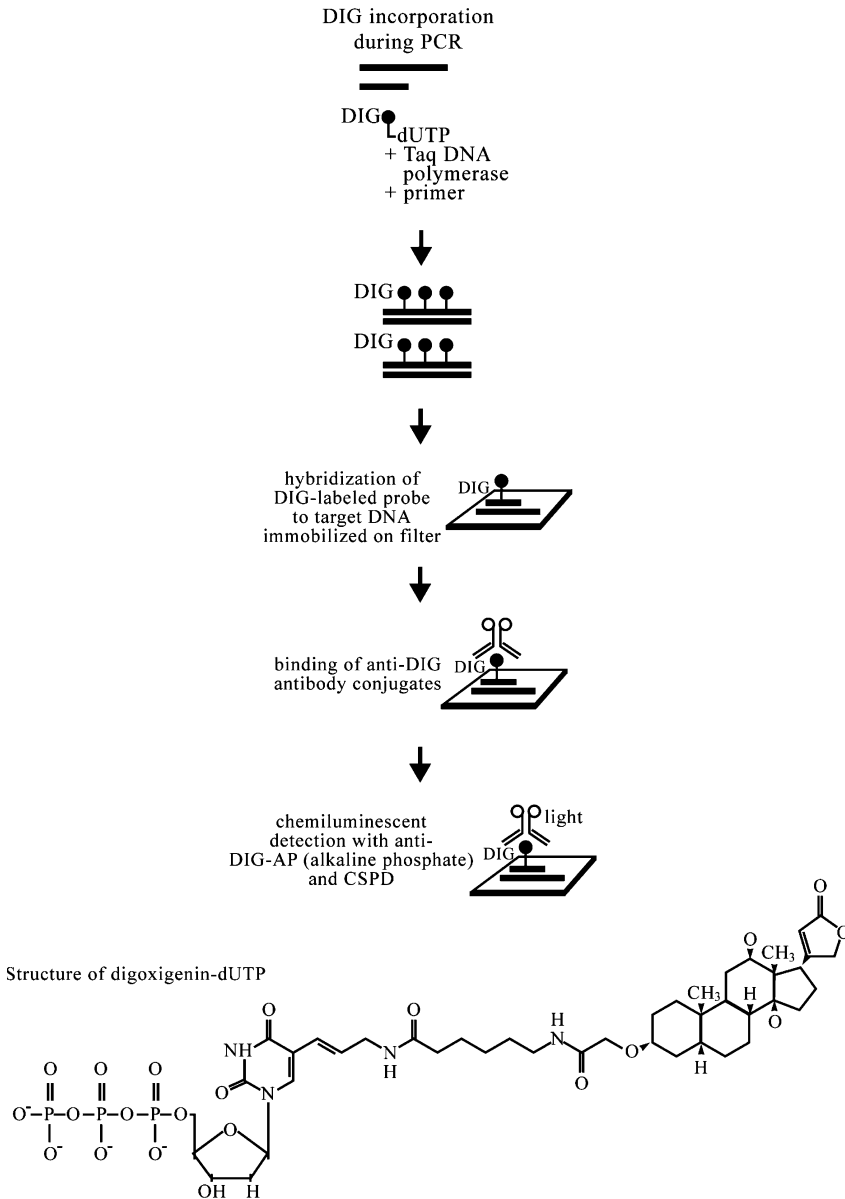 DIG incorporation
during PCR
DIG
dUTP
+ Taq DNA
polymerase
+ primer
DIG
DIG
hybridization of
DIG-labeled probe
to target DNA
immobilized on filter
DIG
binding of anti-DIG
antibody conjugates
DIG
chemiluminescent
detection with anti-
DIG-AP (alkaline phosphate)
and CSPD
light
DIG
Structure of digoxigenin-dUTP
O
O
O
CH₃
CH₃
H
O
H
O
O
H
N
O
O
NH
N
H
O
O
N
O O O
O⁻ P O P O P O
O⁻ O⁻ O⁻
O
OH H